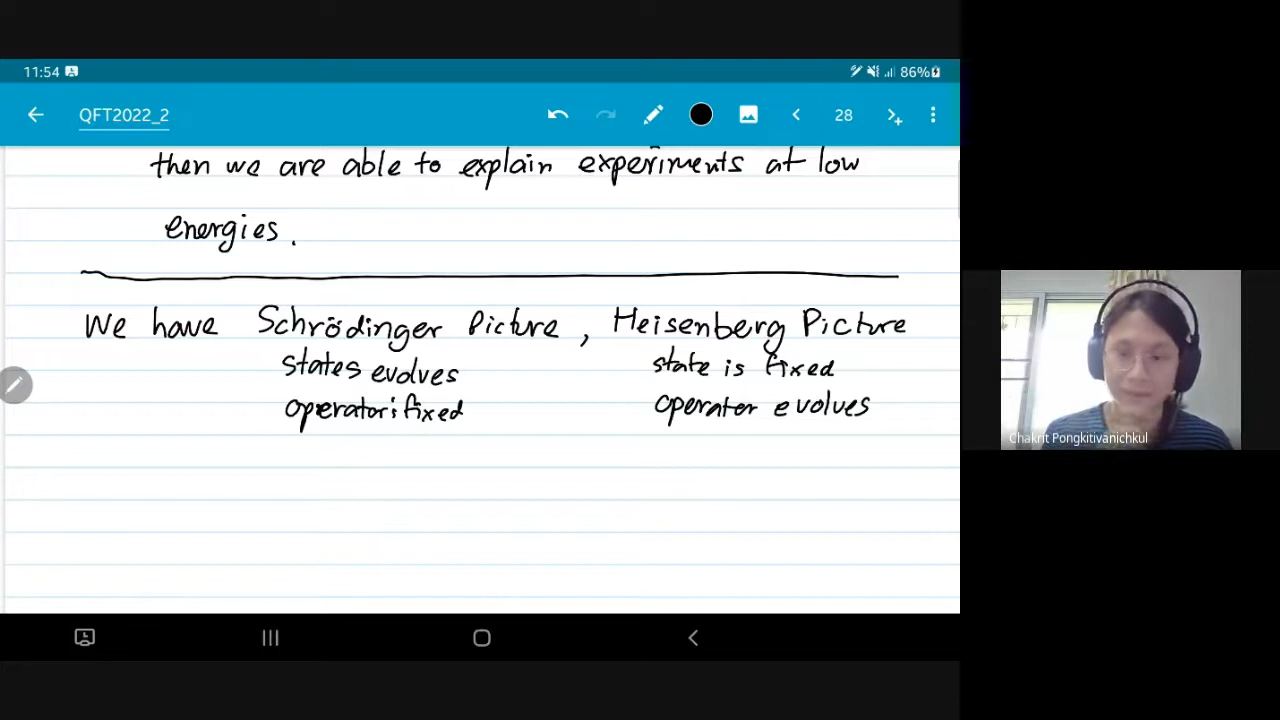 11:54 86%
QFT2022_2 28
then we are able to explain experiments at low
energies.
We have Schrödinger Picture, Heisenberg Picture
states evolves state is fixed
operator is fixed operator evolves
Chakrit Pongkitivanichkul